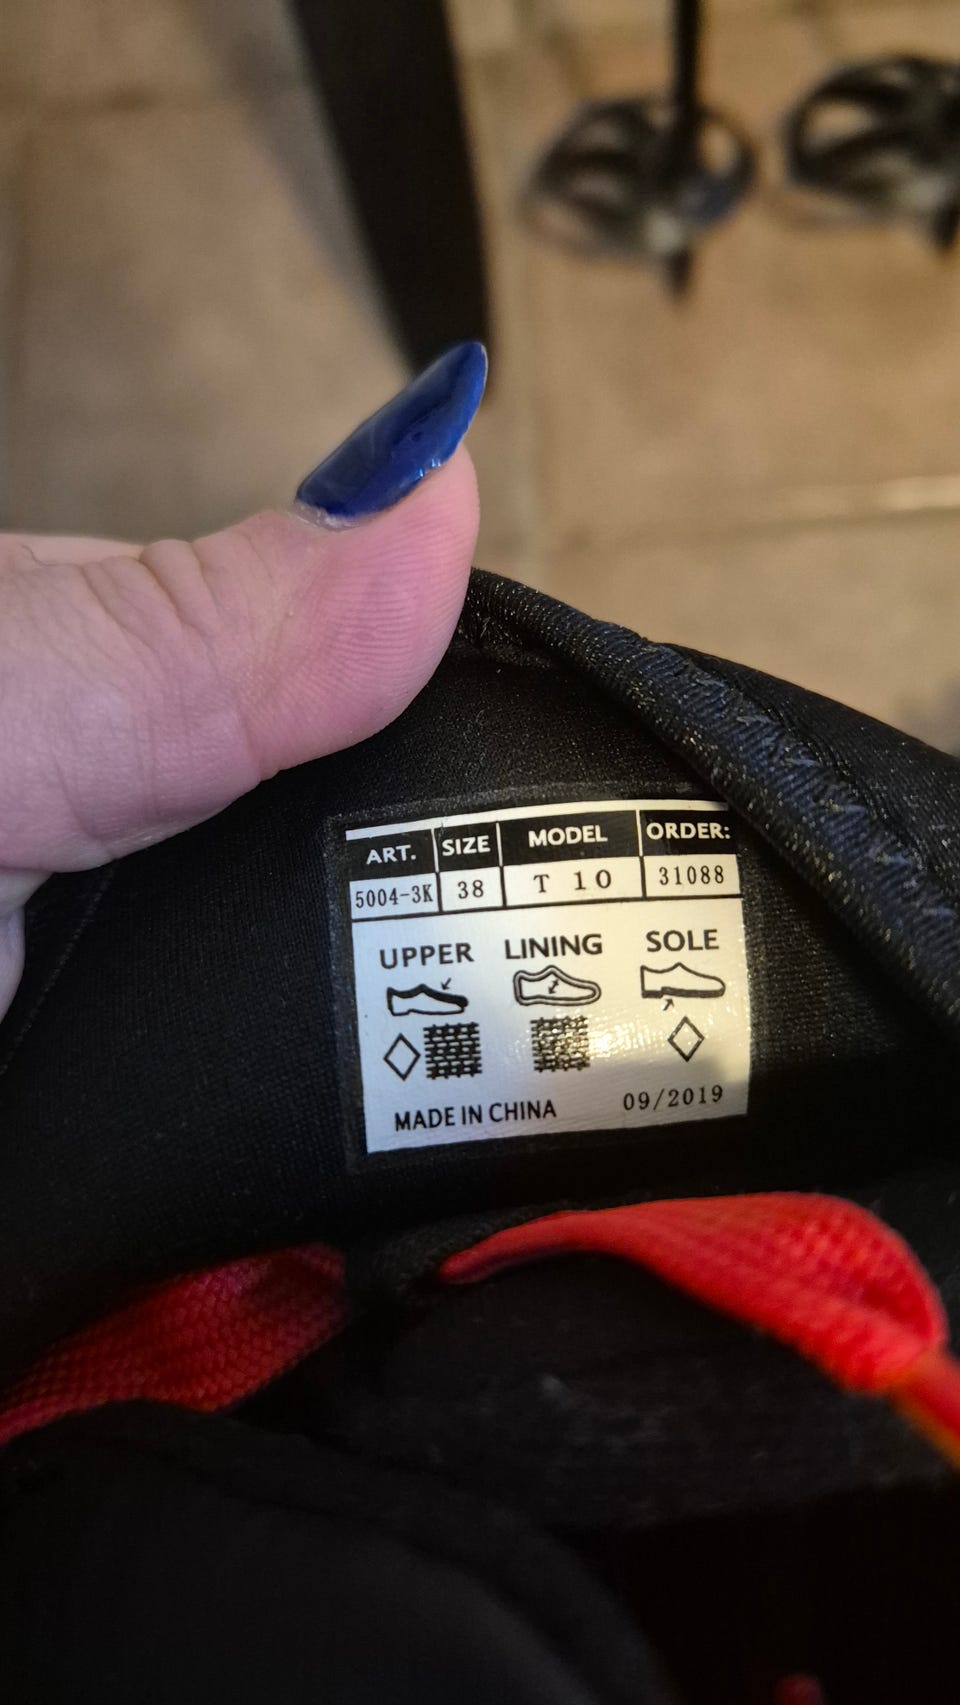 ART. SIZE MODEL ORDER:
5004-3K 38 T 10 31088
UPPER LINING SOLE
MADE IN CHINA 09/2019